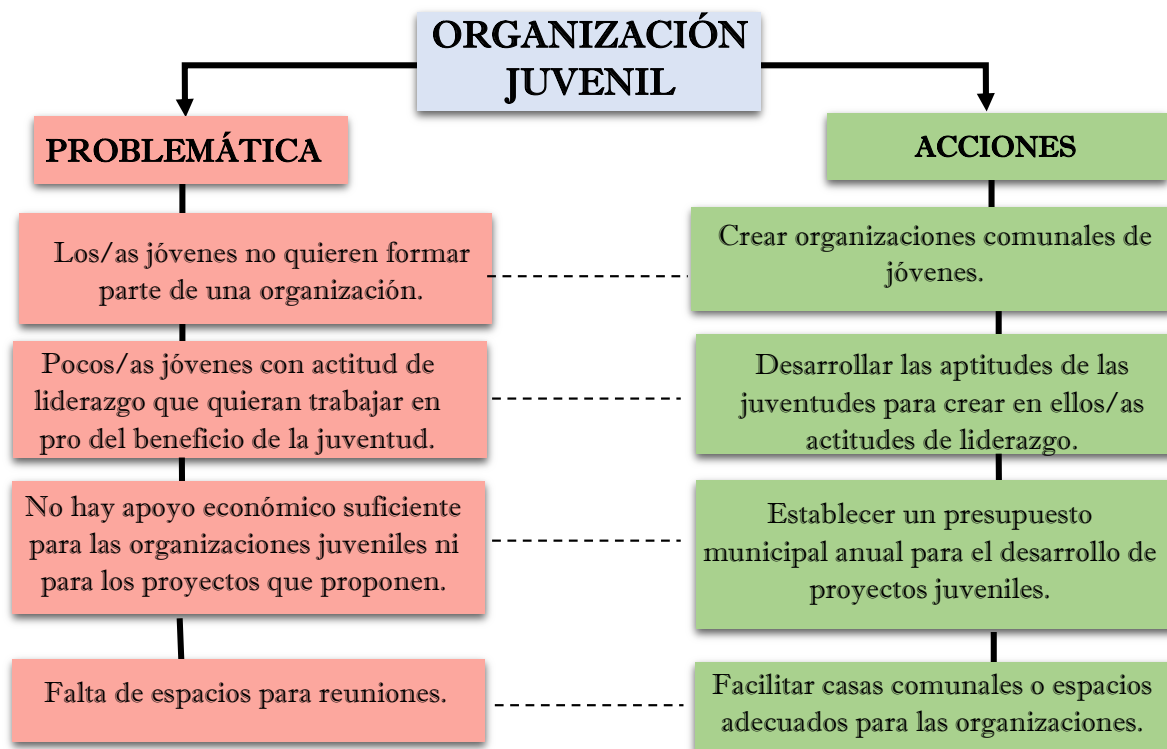 ORGANIZACIÓN
JUVENIL
PROBLEMÁTICA
Los/as jóvenes no quieren formar
parte de una organización.
Pocos/as jóvenes con actitud de
liderazgo que quieran trabajar en
pro del beneficio de la juventud.
No hay apoyo económico suficiente
para las organizaciones juveniles ni
para los proyectos que proponen.
Falta de espacios para reuniones.
ACCIONES
Crear organizaciones comunales de
jóvenes.
Desarrollar las aptitudes de las
juventudes para crear en ellos/as
actitudes de liderazgo.
Establecer un presupuesto
municipal anual para el desarrollo de
proyectos juveniles.
Facilitar casas comunales o espacios
adecuados para las organizaciones.